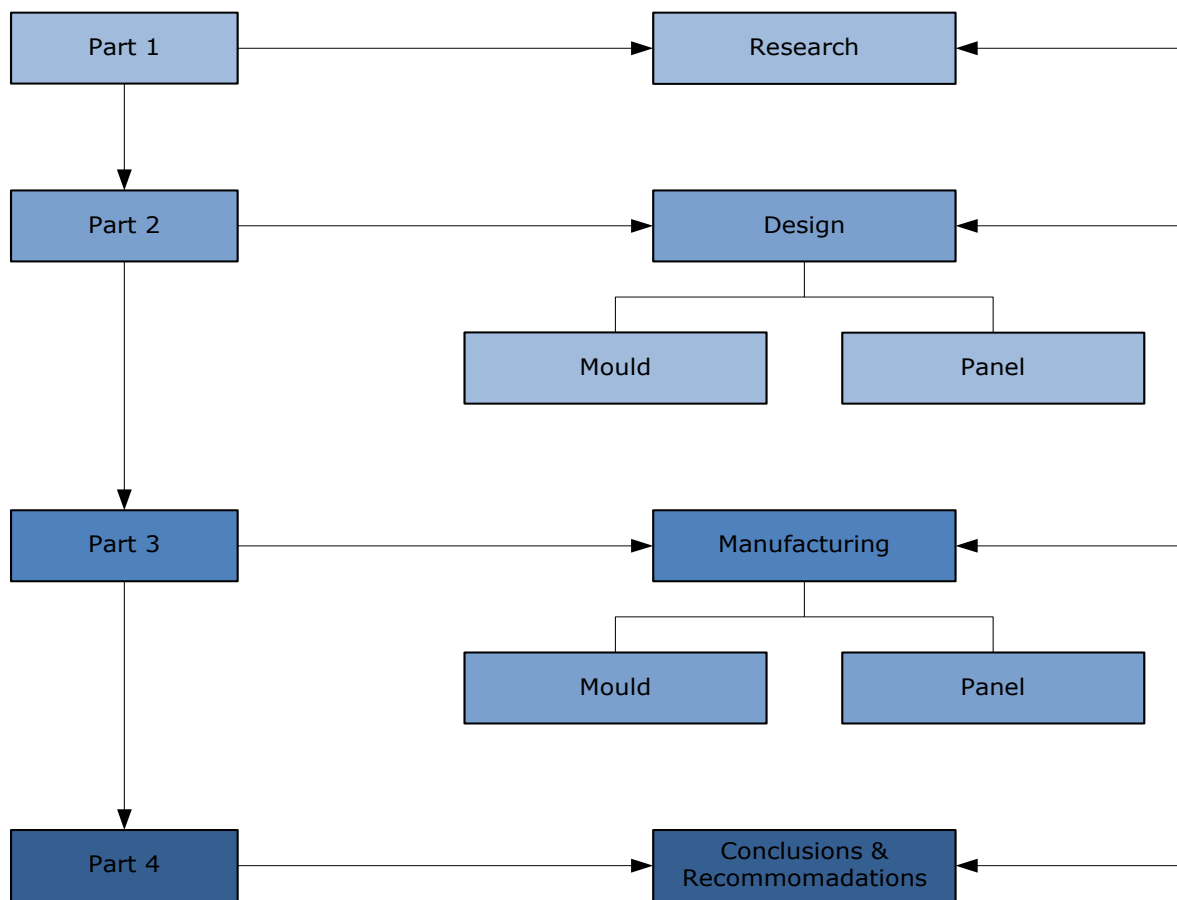 Part 1
Research
Part 2
Design
Mould
Panel
Part 3
Manufacturing
Mould
Panel
Part 4
Conclusions &
Recommomadations